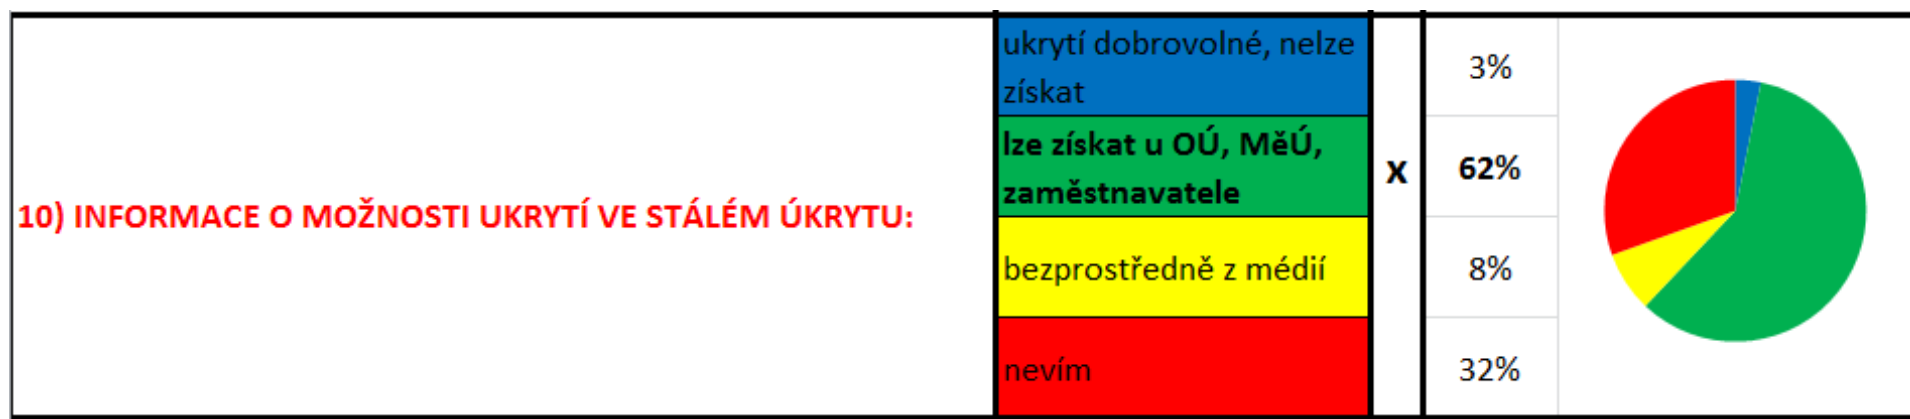 ukrytí dobrovolné, nelze
získat
3%
lze získat u OÚ, MěÚ,
zaměstnavatele
X
62%
10) INFORMACE O MOŽNOSTI UKRYTÍ VE STÁLÉM ÚKRYTU:
bezprostředně z médií
8%
nevím
32%